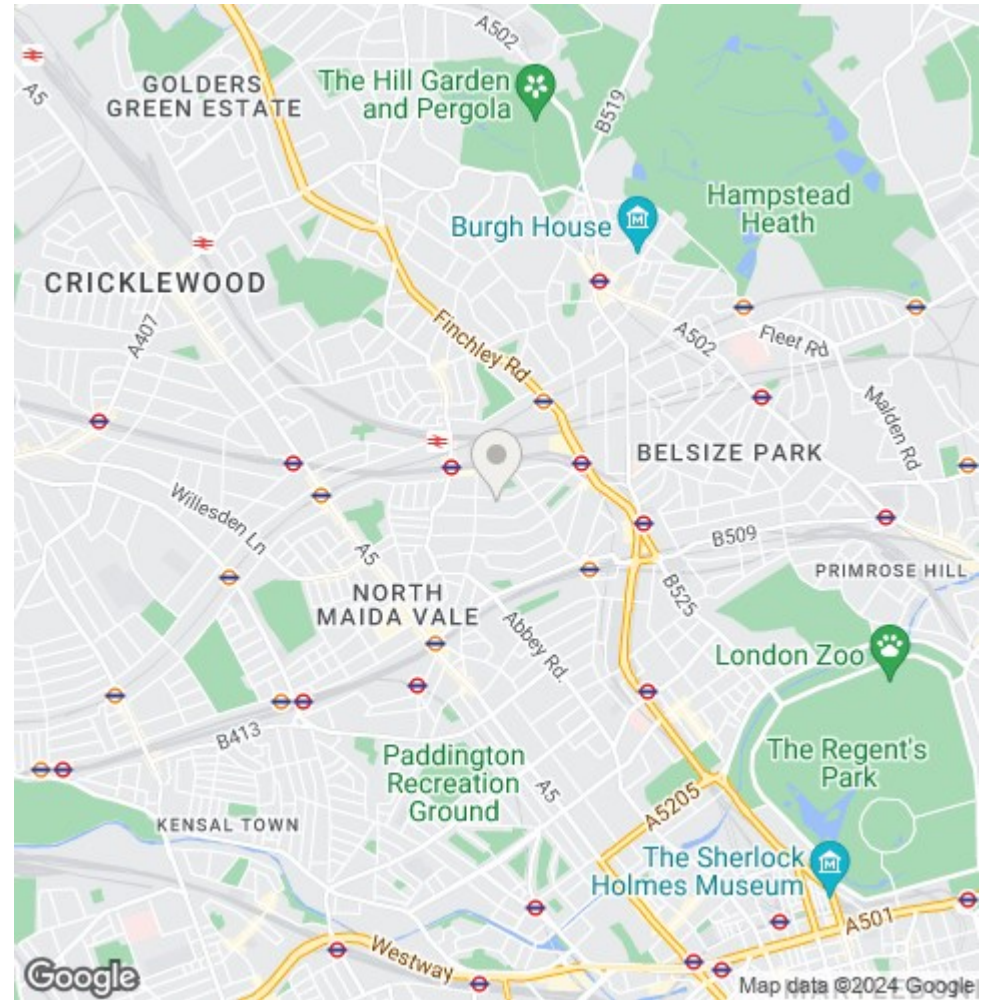 A502
A5
GOLDERS
GREEN ESTATE
The Hill Garden
and Pergola
B519
Hampstead
Heath
Burgh House
CRICKLEWOOD
A407
Finchley Rd
A502
Fleet Rd
Malden Rd
BELSIZE PARK
Willesden Ln
A5
B509
PRIMROSE HILL
B525
NORTH
MAIDA VALE
Abbey Rd.
London Zoo
B413
Paddington
Recreation
Ground
A5
The Regent's
Park
A5205
KENSAL TOWN
The Sherlock
Holmes Museum
A501
Westway
Google
Map data ©2024 Google